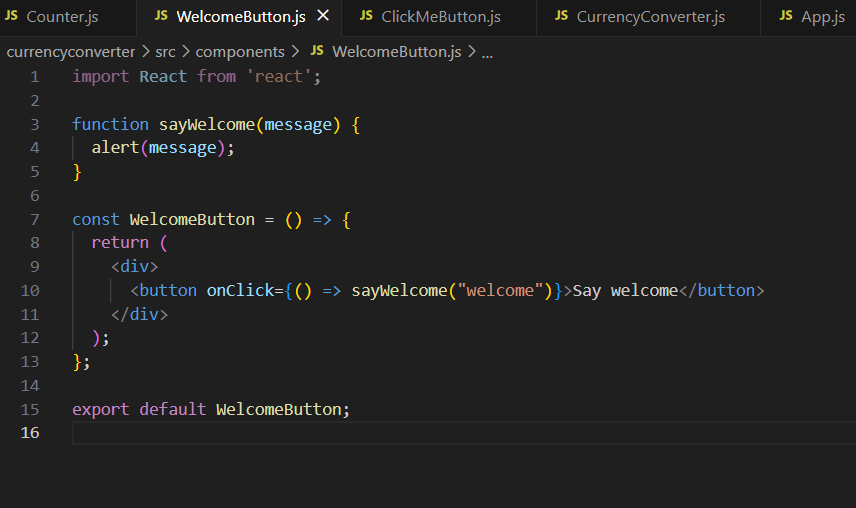 JS Counter.js JS WelcomeButton.js × JS ClickMeButton.js JS CurrencyConverter.js JS App.js
currencyconverter > src > components > JS WelcomeButton.js > ...
1 import React from 'react';
2
3 function sayWelcome(message) {
4   alert(message);
5 }
6
7 const WelcomeButton = () => {
8   return (
9     <div>
10       <button onClick={() => sayWelcome("welcome")}>Say welcome</button>
11     </div>
12   );
13 };
14
15 export default WelcomeButton;
16